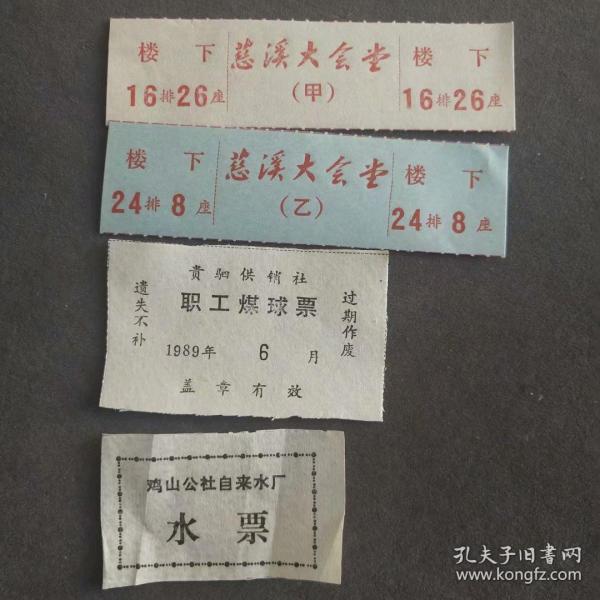 楼 下 慈溪大会堂 楼 下
16排26座 (甲) 16排26座
楼 下 慈溪大会堂 楼 下
24排8座 (乙) 24排8座
贵驷供销社
职工煤球票
1989年 6月
盖章有效
遗失不补
过期作废
鸡山公社自来水厂
水票
孔夫子旧书网
www.kongfz.com